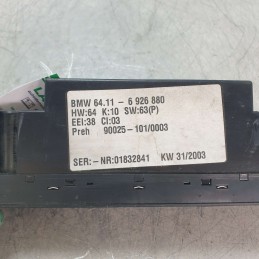 BMW 64.11 - 6 926 880
HW:64 K:10 SW:63(P)
EEI:38 CI:03
Preh 90025-101/0003
SER:-NR:01832841 KW 31/2003